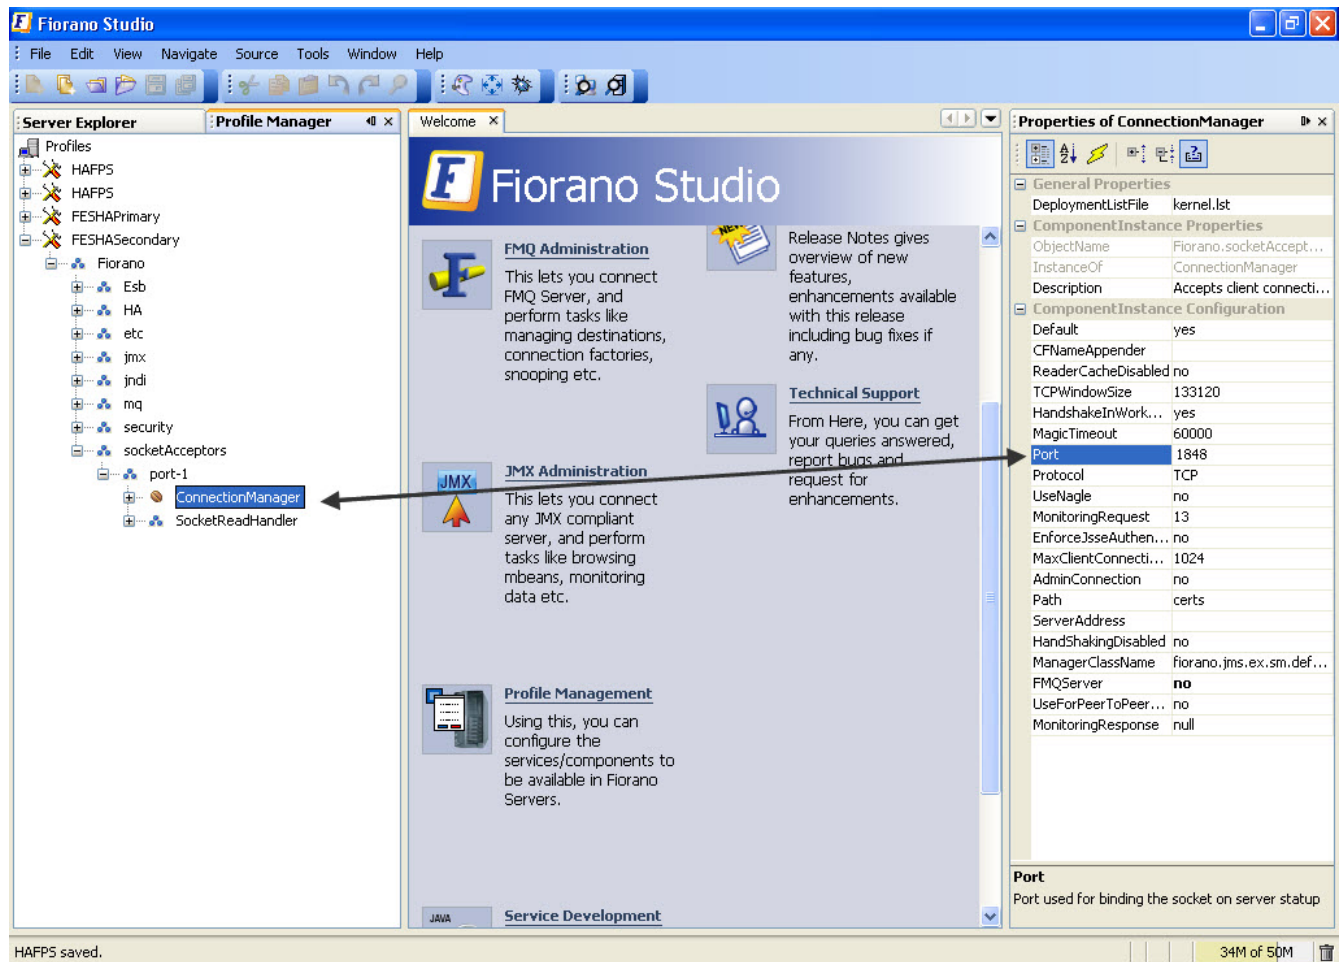 Fiorano Studio
File Edit View Navigate Source Tools Window Help
Server Explorer
Profile Manager
Profiles
HAFPS
HAFPS
FESHAPrimary
FESHASecondary
Fiorano
Esb
HA
etc
jmx
jndi
mq
security
socketAcceptors
port-1
ConnectionManager
SocketReadHandler
Welcome
Fiorano Studio
FMQ Administration
This lets you connect
FMQ Server, and
perform tasks like
managing destinations,
connection factories,
snooping etc.
JMX
JMX Administration
This lets you connect
any JMX compliant
server, and perform
tasks like browsing
mbeans, monitoring
data etc.
Profile Management
Using this, you can
configure the
services/components to
be available in Fiorano
Servers.
JAVA
Service Development
NEW
Release Notes gives
overview of new
features,
enhancements available
with this release
including bug fixes if
any.
Technical Support
From Here, you can get
your queries answered,
report bugs and
request for
enhancements.
Properties of ConnectionManager
General Properties
DeploymentListFile kernel.lst
ComponentInstance Properties
ObjectName Fiorano.socketAccept...
InstanceOf ConnectionManager
Description Accepts client connecti...
ComponentInstance Configuration
Default yes
CFNameAppender
ReaderCacheDisabled no
TCPWindowSize 133120
HandshakeInWork... yes
MagicTimeout 60000
Port 1848
Protocol TCP
UseNagle no
MonitoringRequest 13
EnforceJsseAuthen... no
MaxClientConnecti... 1024
AdminConnection no
Path certs
ServerAddress
HandShakingDisabled no
ManagerClassName fiorano.jms.ex.sm.def...
FMQServer no
UseForPeerToPeer... no
MonitoringResponse null
Port
Port used for binding the socket on server statup
HAFPS saved.
34M of 50M